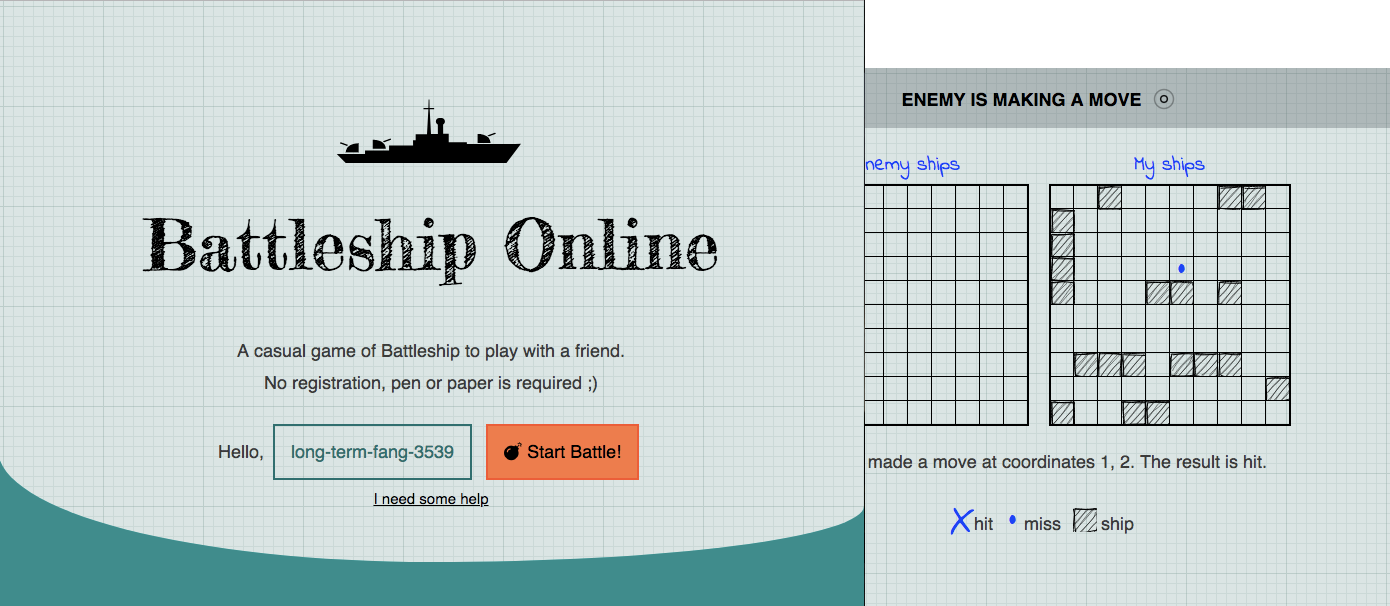 Battleship Online
A casual game of Battleship to play with a friend.
No registration, pen or paper is required ;)
Hello, long-term-fang-3539 Start Battle!
I need some help
ENEMY IS MAKING A MOVE
nemy ships
My ships
made a move at coordinates 1, 2. The result is hit.
hit miss ship